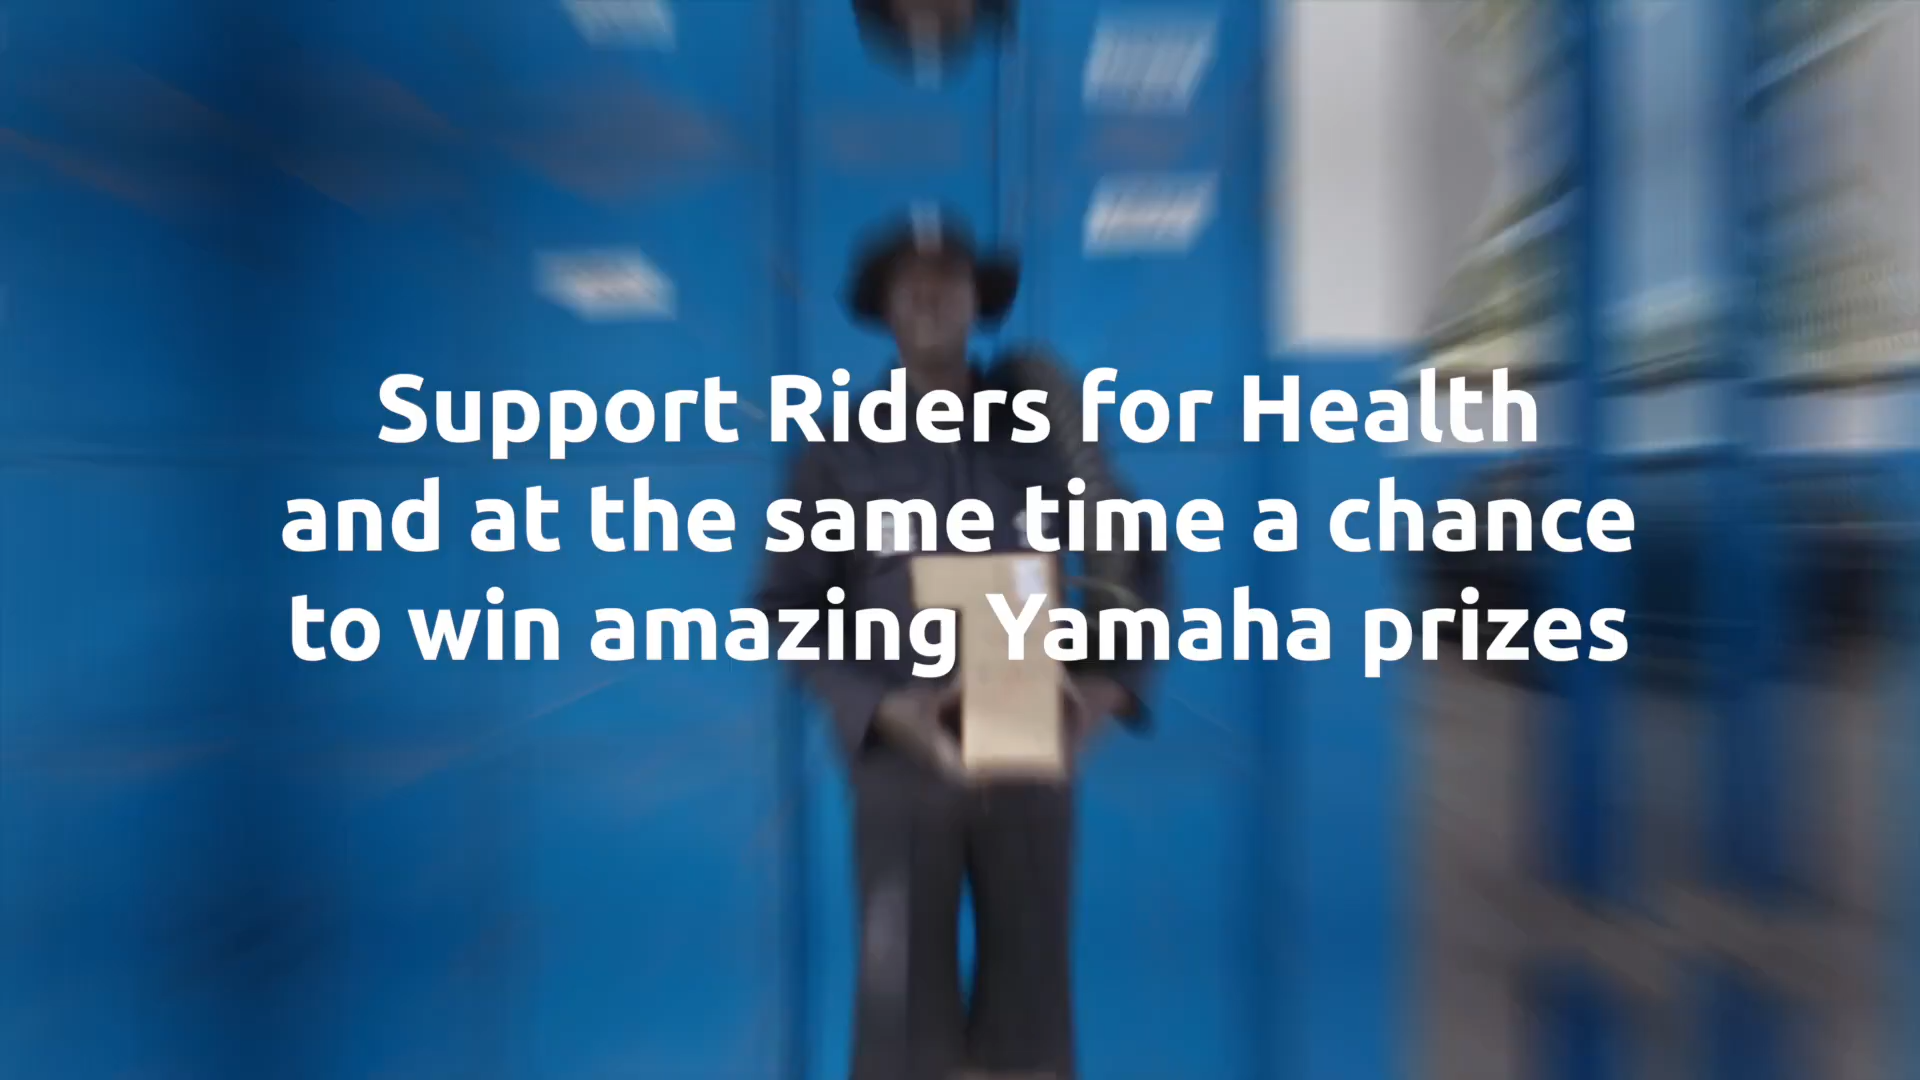 Support Riders for Health
and at the same time a chance
to win amazing Yamaha prizes